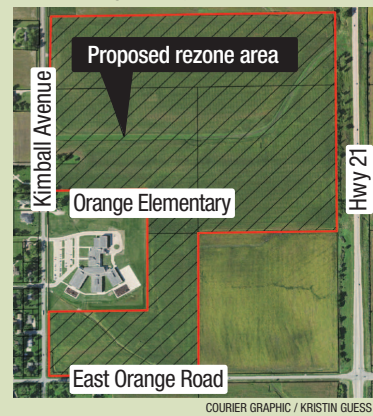 Proposed rezone area
Kimball Avenue
Hwy 21
Orange Elementary
East Orange Road
COURIER GRAPHIC / KRISTIN GUESS